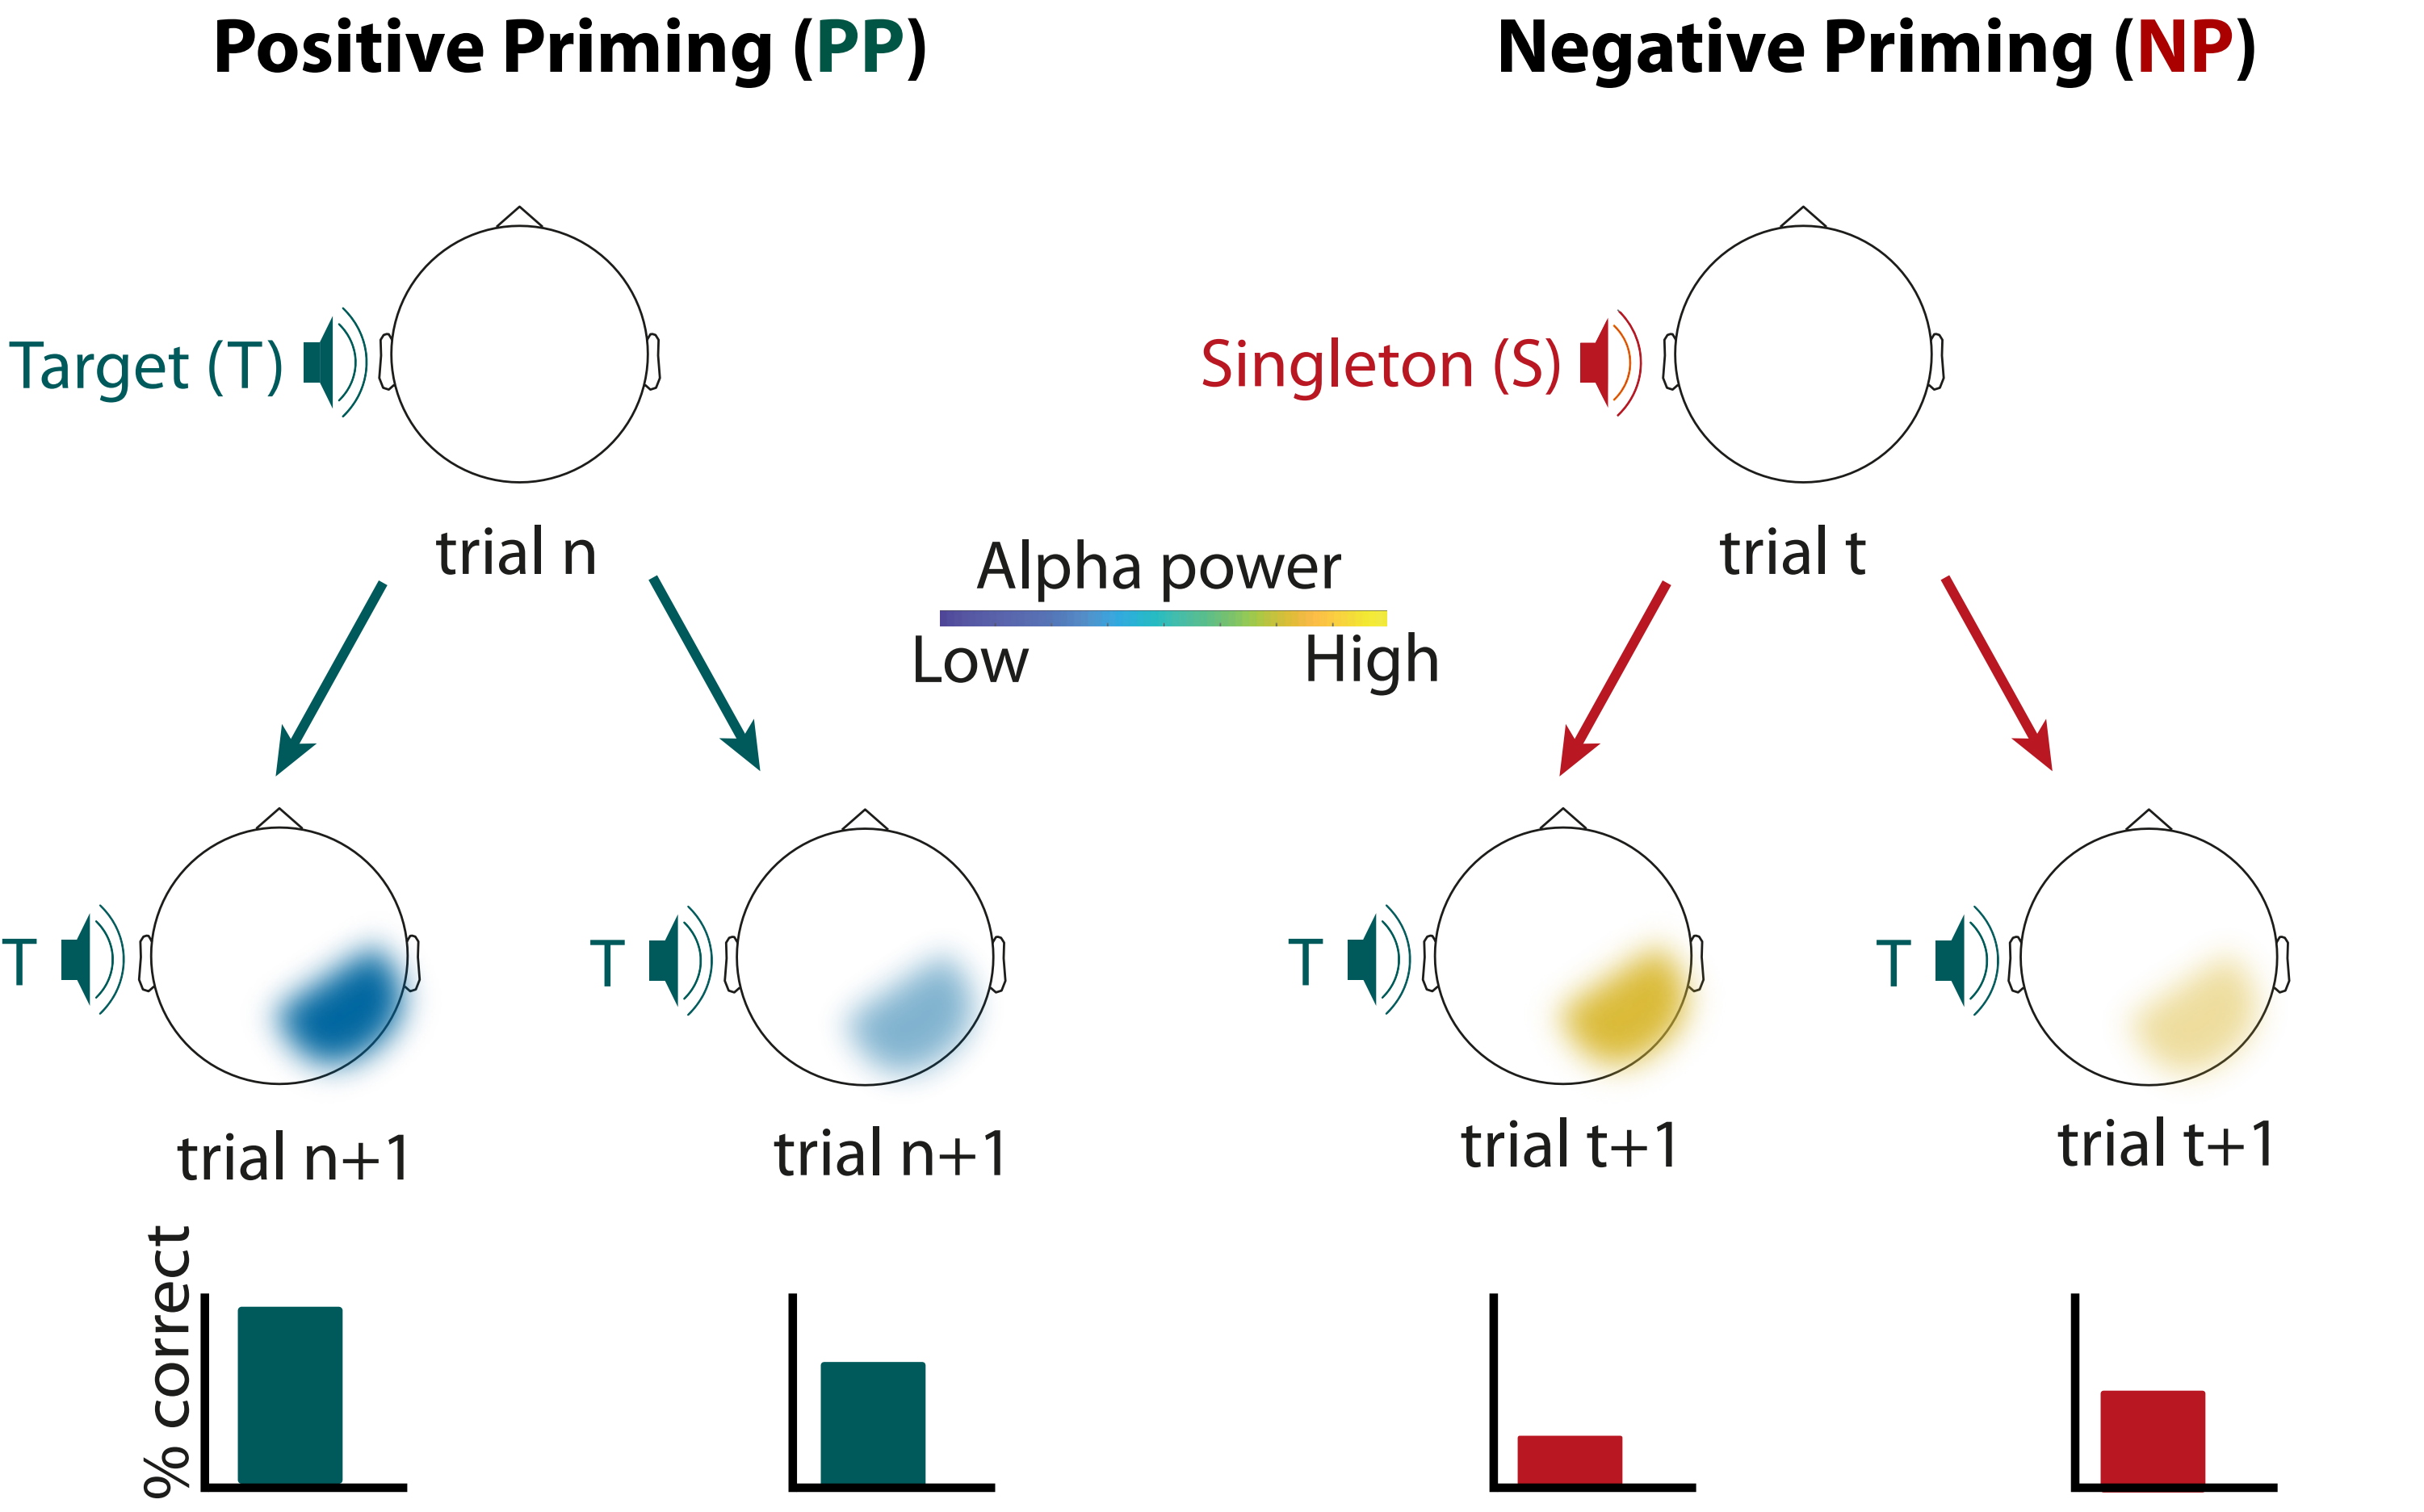 Positive Priming (PP)
Negative Priming (NP)
Target (T)
Singleton (S)
trial n
trial t
Alpha power
Low
High
T
T
T
T
trial n+1
trial n+1
trial t+1
trial t+1
% correct